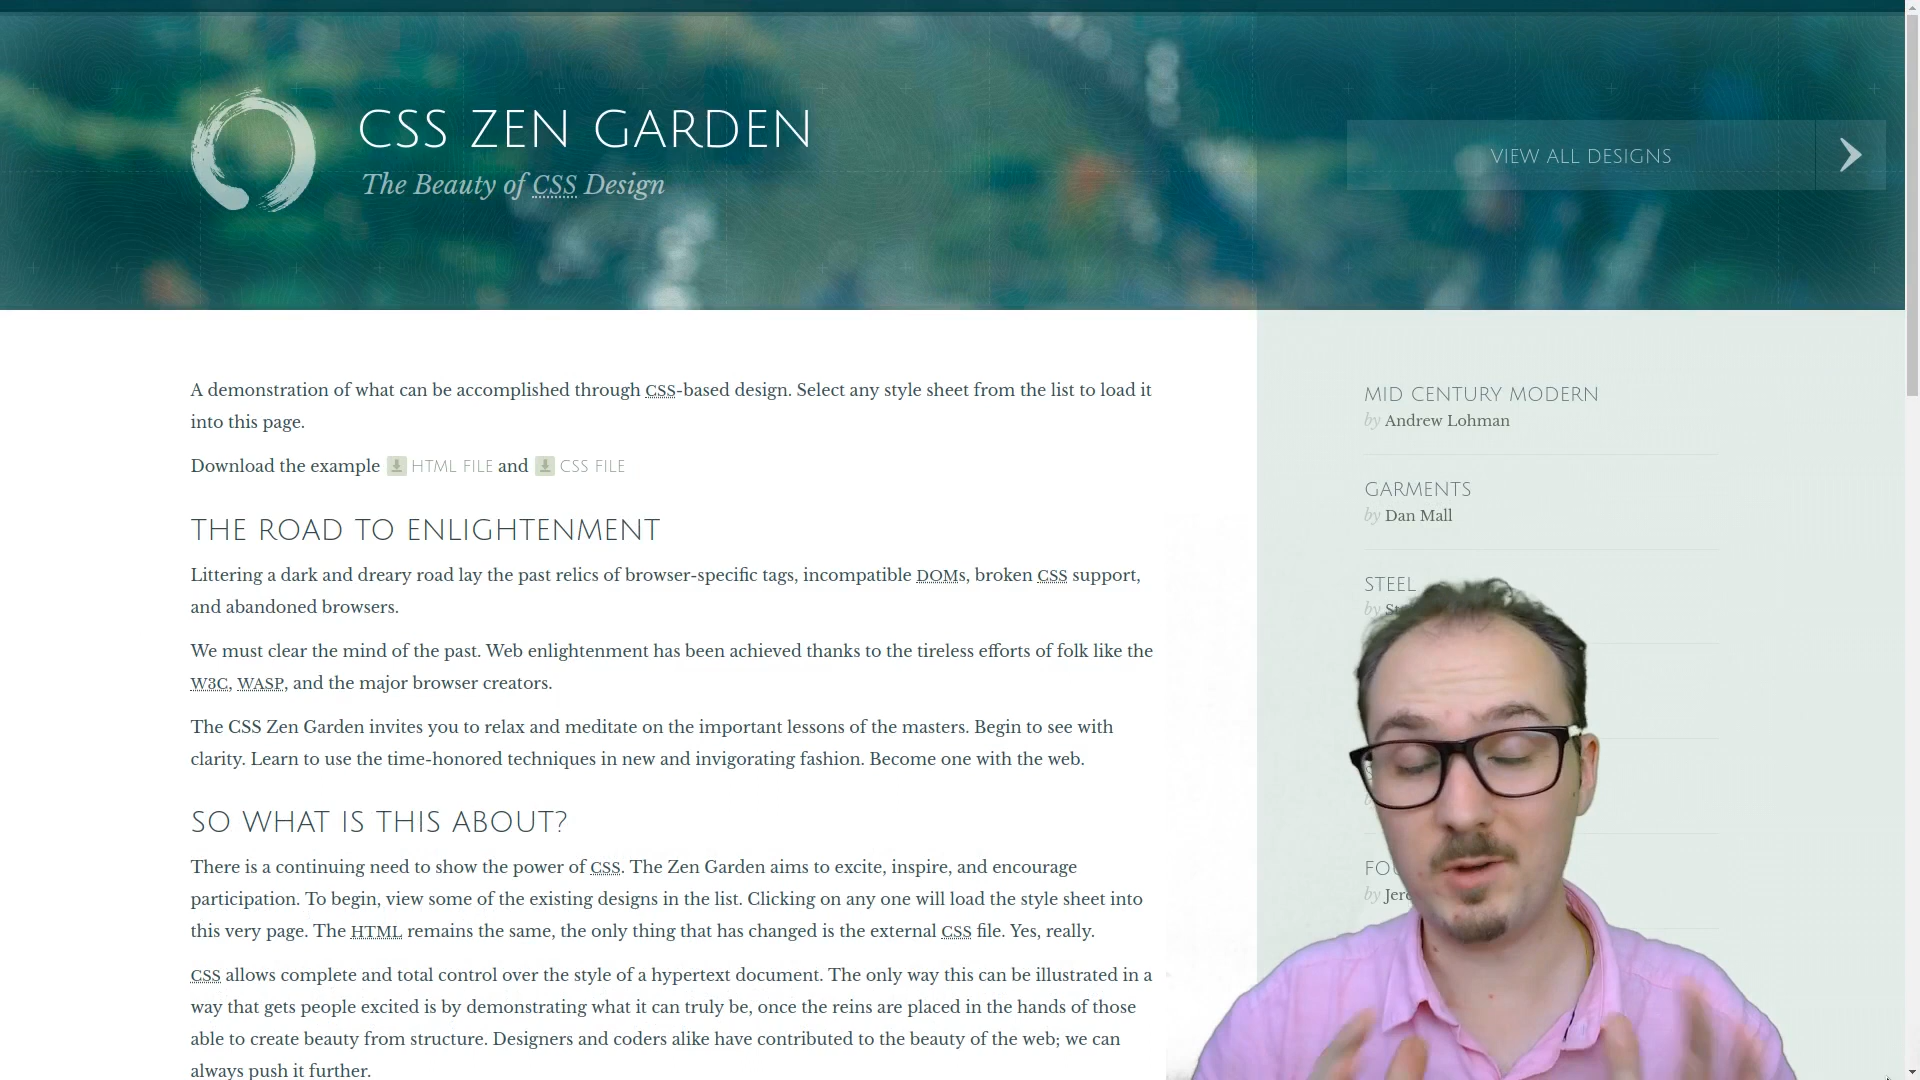 CSS ZEN GARDEN
The Beauty of CSS Design
VIEW ALL DESIGNS
A demonstration of what can be accomplished through CSS-based design. Select any style sheet from the list to load it
into this page.
Download the example HTML FILE and CSS FILE
THE ROAD TO ENLIGHTENMENT
Littering a dark and dreary road lay the past relics of browser-specific tags, incompatible DOMs, broken CSS support,
and abandoned browsers.
We must clear the mind of the past. Web enlightenment has been achieved thanks to the tireless efforts of folk like the
W3C, WASP, and the major browser creators.
The CSS Zen Garden invites you to relax and meditate on the important lessons of the masters. Begin to see with
clarity. Learn to use the time-honored techniques in new and invigorating fashion. Become one with the web.
SO WHAT IS THIS ABOUT?
There is a continuing need to show the power of CSS. The Zen Garden aims to excite, inspire, and encourage
participation. To begin, view some of the existing designs in the list. Clicking on any one will load the style sheet into
this very page. The HTML remains the same, the only thing that has changed is the external CSS file. Yes, really.
CSS allows complete and total control over the style of a hypertext document. The only way this can be illustrated in a
way that gets people excited is by demonstrating what it can truly be, once the reins are placed in the hands of those
able to create beauty from structure. Designers and coders alike have contributed to the beauty of the web; we can
always push it further.
MID CENTURY MODERN
by Andrew Lohman
GARMENTS
by Dan Mall
STEEL
by
by